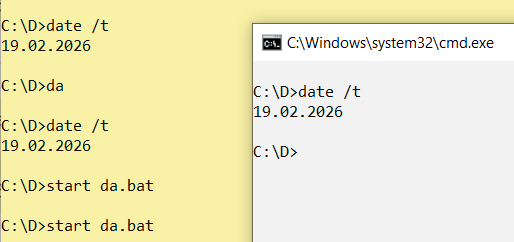 C:\D>date /t
19.02.2026
C:\D>da
C:\D>date /t
19.02.2026
C:\D>start da.bat
C:\D>start da.bat
C:\Windows\system32\cmd.exe
C:\D>date /t
19.02.2026
C:\D>